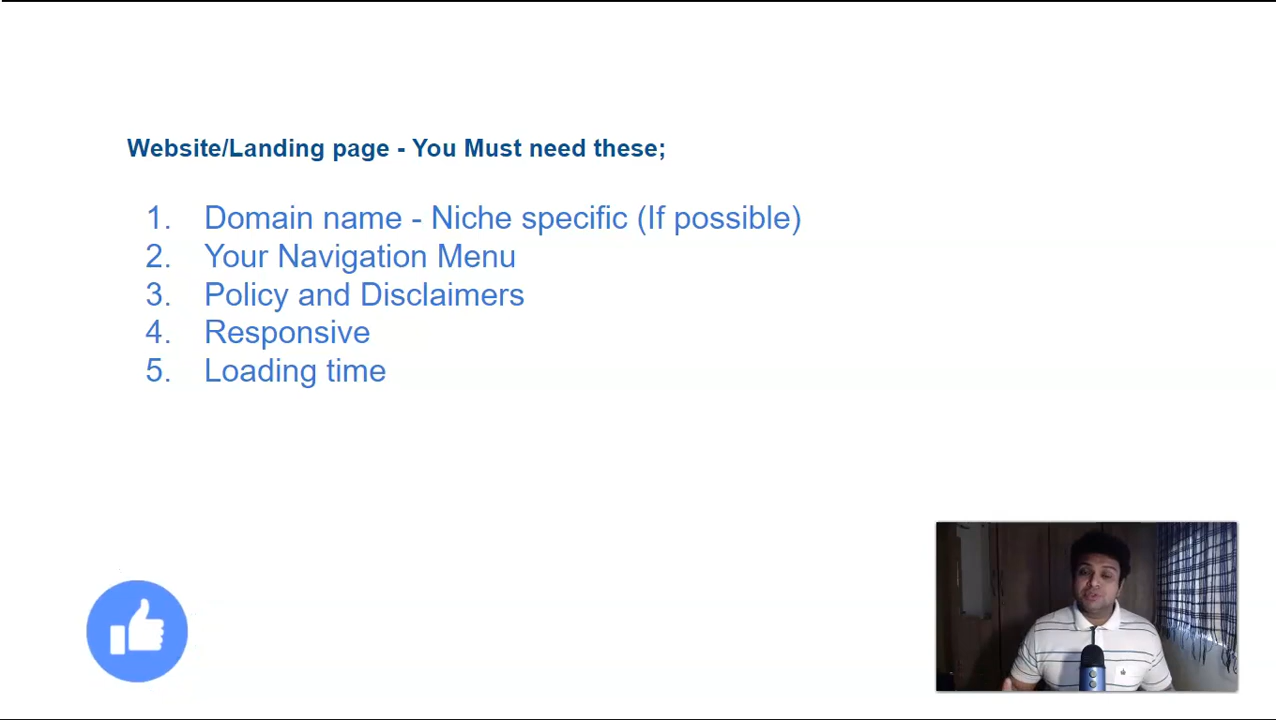 Website/Landing page - You Must need these;
1. Domain name - Niche specific (If possible)
2. Your Navigation Menu
3. Policy and Disclaimers
4. Responsive
5. Loading time